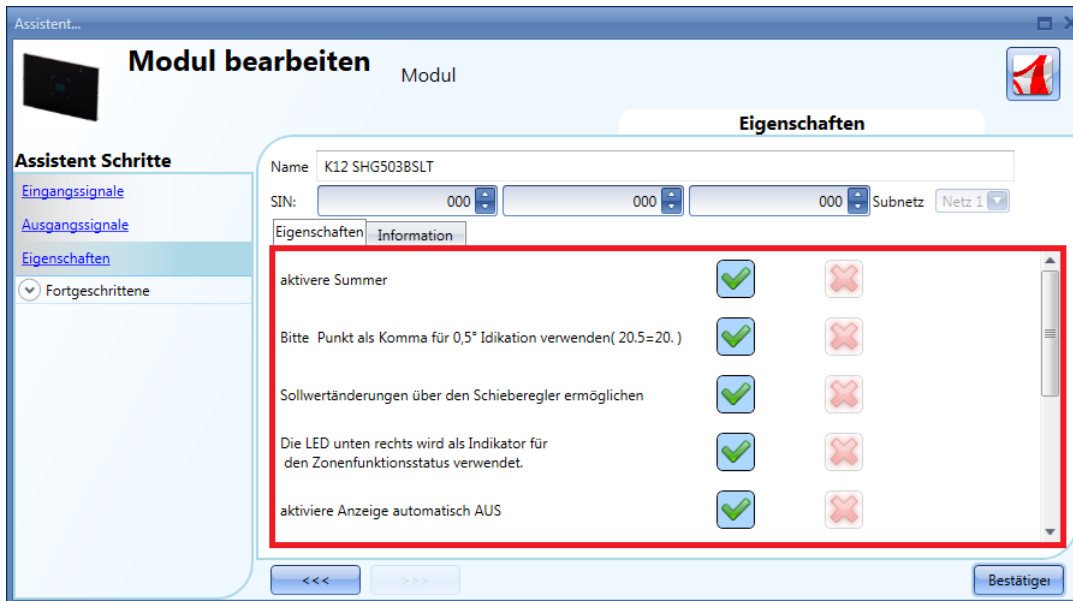 Assistent...
Modul bearbeiten
Modul
Eigenschaften
Assistent Schritte
Eingangssignale
Ausgangssignale
Eigenschaften
Fortgeschrittene
Name K12 SHG503BSLT
SIN: 000 000 000 Subnetz Netz 1
Eigenschaften Information
aktivere Summer
Bitte Punkt als Komma für 0,5° Idikation verwenden( 20.5=20. )
Sollwertänderungen über den Schieberegler ermöglichen
Die LED unten rechts wird als Indikator für
den Zonenfunktionsstatus verwendet.
aktiviere Anzeige automatisch AUS
<<< >>>
Bestätiger